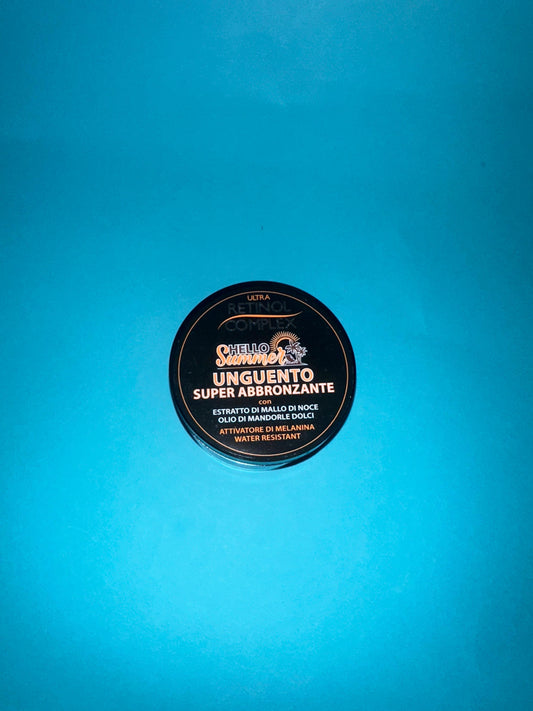 ULTRA
RETINOL
COMPLEX
HELLO
Summer
UNGUENTO
SUPER ABBRONZANTE
con
ESTRATTO DI MALLO DI NOCE
OLIO DI MANDORLE DOLCI
ATTIVATORE DI MELANINA
WATER RESISTANT